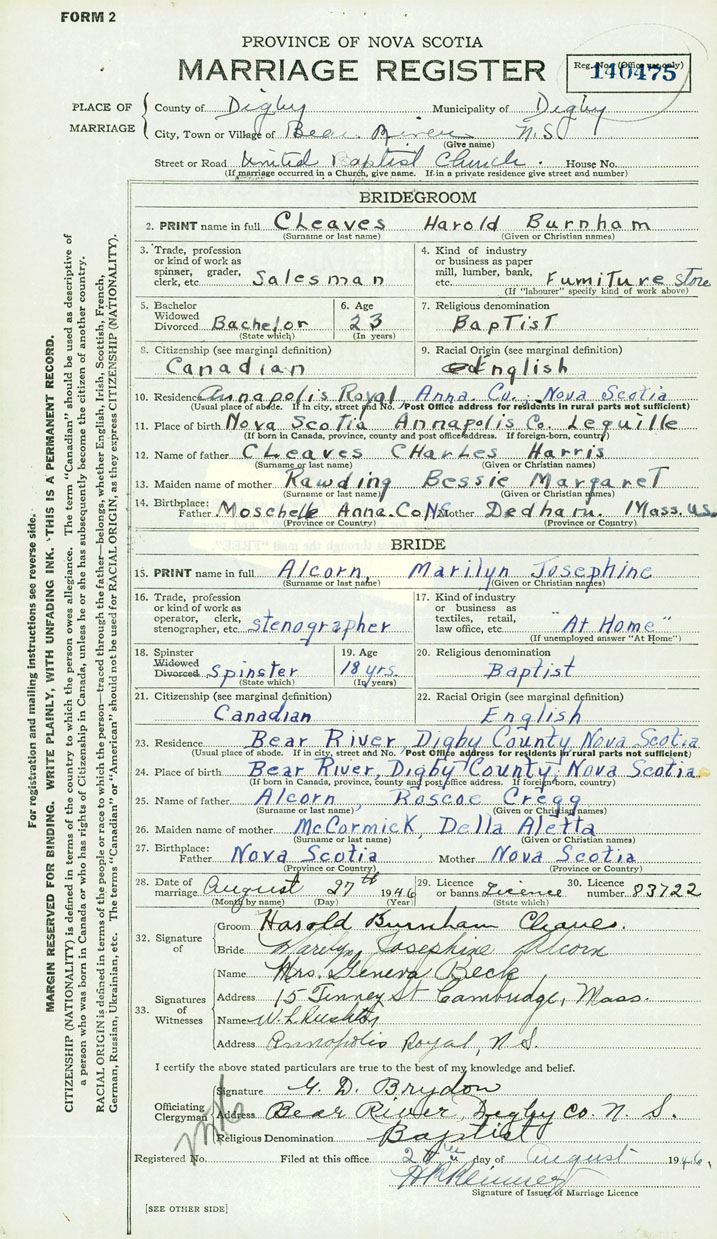 FORM 2
PROVINCE OF NOVA SCOTIA
MARRIAGE REGISTER
Reg. No. (Office use only)
140475
PLACE OF MARRIAGE
County of Digby Municipality of Digby
City, Town or Village of Bear River N.S.
(Give name)
Street or Road United Baptist Church. House No.
(If marriage occurred in a Church, give name. If in a private residence give street and number)
BRIDEGROOM
2. PRINT name in full Cleaves Harold Burnham
(Surname or last name) (Given or Christian names)
3. Trade, profession or kind of work as spinner, grader, clerk, etc. Salesman
4. Kind of industry or business as paper mill, lumber, bank, etc. Furniture store
(If "labourer" specify kind of work above)
5. Bachelor Widowed Divorced Bachelor
(State which)
6. Age 23
(In years)
7. Religious denomination
Baptist
8. Citizenship (see marginal definition)
Canadian
9. Racial Origin (see marginal definition)
English
10. Residence Annapolis Royal Anna. Co. Nova Scotia
(Usual place of abode. If in city, street and No. Post Office address for residents in rural parts not sufficient)
11. Place of birth Nova Scotia Annapolis Co. Lequille
(If born in Canada, province, county and post office address. If foreign-born, country)
12. Name of father Cleaves CHarLes Harris
(Surname or last name) (Given or Christian names)
13. Maiden name of mother Rawding Bessie Margaret
(Surname or last name) (Given or Christian names)
14. Birthplace: Father Moschelle Anna. Co NS Mother Dedham. Mass. U.S.
(Province or Country) (Province or Country)
BRIDE
15. PRINT name in full Alcorn, Marilyn Josephine
(Surname or last name) (Given or Christian names)
16. Trade, profession or kind of work as operator, clerk, stenographer, etc. stenographer
17. Kind of industry or business as textiles, retail, law office, etc. "At Home"
(If unemployed answer "At Home")
18. Spinster Widowed Divorced Spinster
(State which)
19. Age 18 yrs.
(In years)
20. Religious denomination
Baptist
21. Citizenship (see marginal definition)
Canadian
22. Racial Origin (see marginal definition)
English
23. Residence Bear River, Digby County Nova Scotia
(Usual place of abode. If in city, street and No. Post Office address for residents in rural parts not sufficient)
24. Place of birth Bear River, Digby County, Nova Scotia.
(If born in Canada, province, county and post office address. If foreign born, country)
25. Name of father Alcorn, Roscoe Cregg
(Surname or last name) (Given or Christian names)
26. Maiden name of mother McCormick, Della Aletta
(Surname or last name) (Given or Christian names)
27. Birthplace: Father Nova Scotia Mother Nova Scotia
(Province or Country) (Province or Country)
28. Date of marriage August 27th 1946
(Month by name) (Day) (Year)
29. Licence or banns Licence
(State which)
30. Licence number 83722
32. Signature of
Groom Harold Burnham Cleaves.
Bride Marilyn Josephine Alcorn
33. Signatures of Witnesses
Name Mrs. Geneva Beck
Address 15 Tenney St Cambridge, Mass.
Name W. L
Address Annapolis Royal, N.S.
I certify the above stated particulars are true to the best of my knowledge and belief.
Officiating Clergyman
Signature G. D. Brydon
Address Bear River, Digby Co. N. S.
Religious Denomination Baptist
Registered No. Filed at this office day of August 1946.
Signature of Issuer of Marriage Licence
[SEE OTHER SIDE]
For registration and mailing instructions see reverse side.
MARGIN RESERVED FOR BINDING. WRITE PLAINLY, WITH UNFADING INK. THIS IS A PERMANENT RECORD.
CITIZENSHIP (NATIONALITY) is defined in terms of the country to which the person owes allegiance. The term "Canadian" should be used as descriptive of
a person who was born in Canada or who has rights of Citizenship in Canada, unless he or she has subsequently become the citizen of another country.
RACIAL ORIGIN is defined in terms of the people or race to which the person—traced through the father—belongs, whether English, Irish, Scottish, French,
German, Russian, Ukrainian, etc. The terms "Canadian" or "American" should not be used for RACIAL ORIGIN, as they express CITIZENSHIP (NATIONALITY).